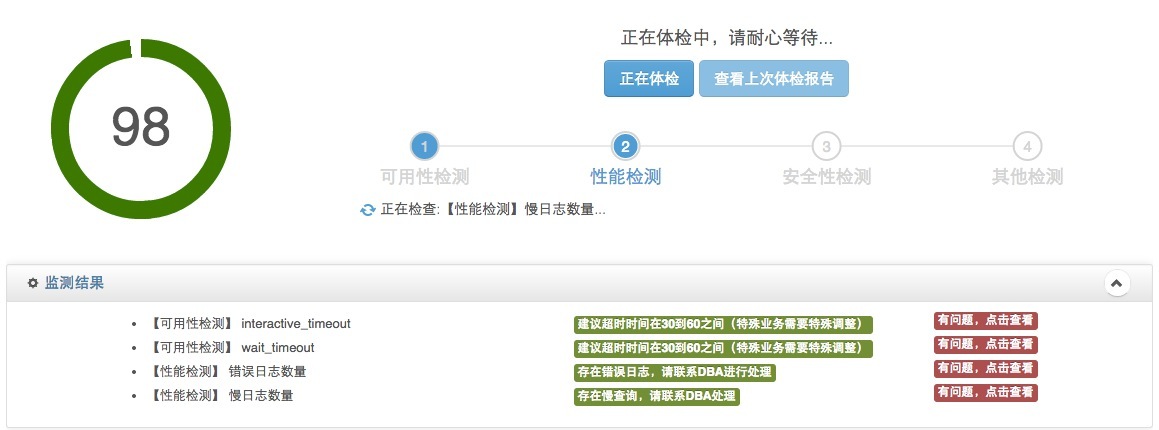 98
正在体检中，请耐心等待...
正在体检 查看上次体检报告
1 2 3 4
可用性检测 性能检测 安全性检测 其他检测
正在检查:【性能检测】慢日志数量...
监测结果
【可用性检测】 interactive_timeout 建议超时时间在30到60之间（特殊业务需要特殊调整） 有问题，点击查看
【可用性检测】 wait_timeout 建议超时时间在30到60之间（特殊业务需要特殊调整） 有问题，点击查看
【性能检测】 错误日志数量 存在错误日志，请联系DBA进行处理 有问题，点击查看
【性能检测】 慢日志数量 存在慢查询，请联系DBA处理 有问题，点击查看